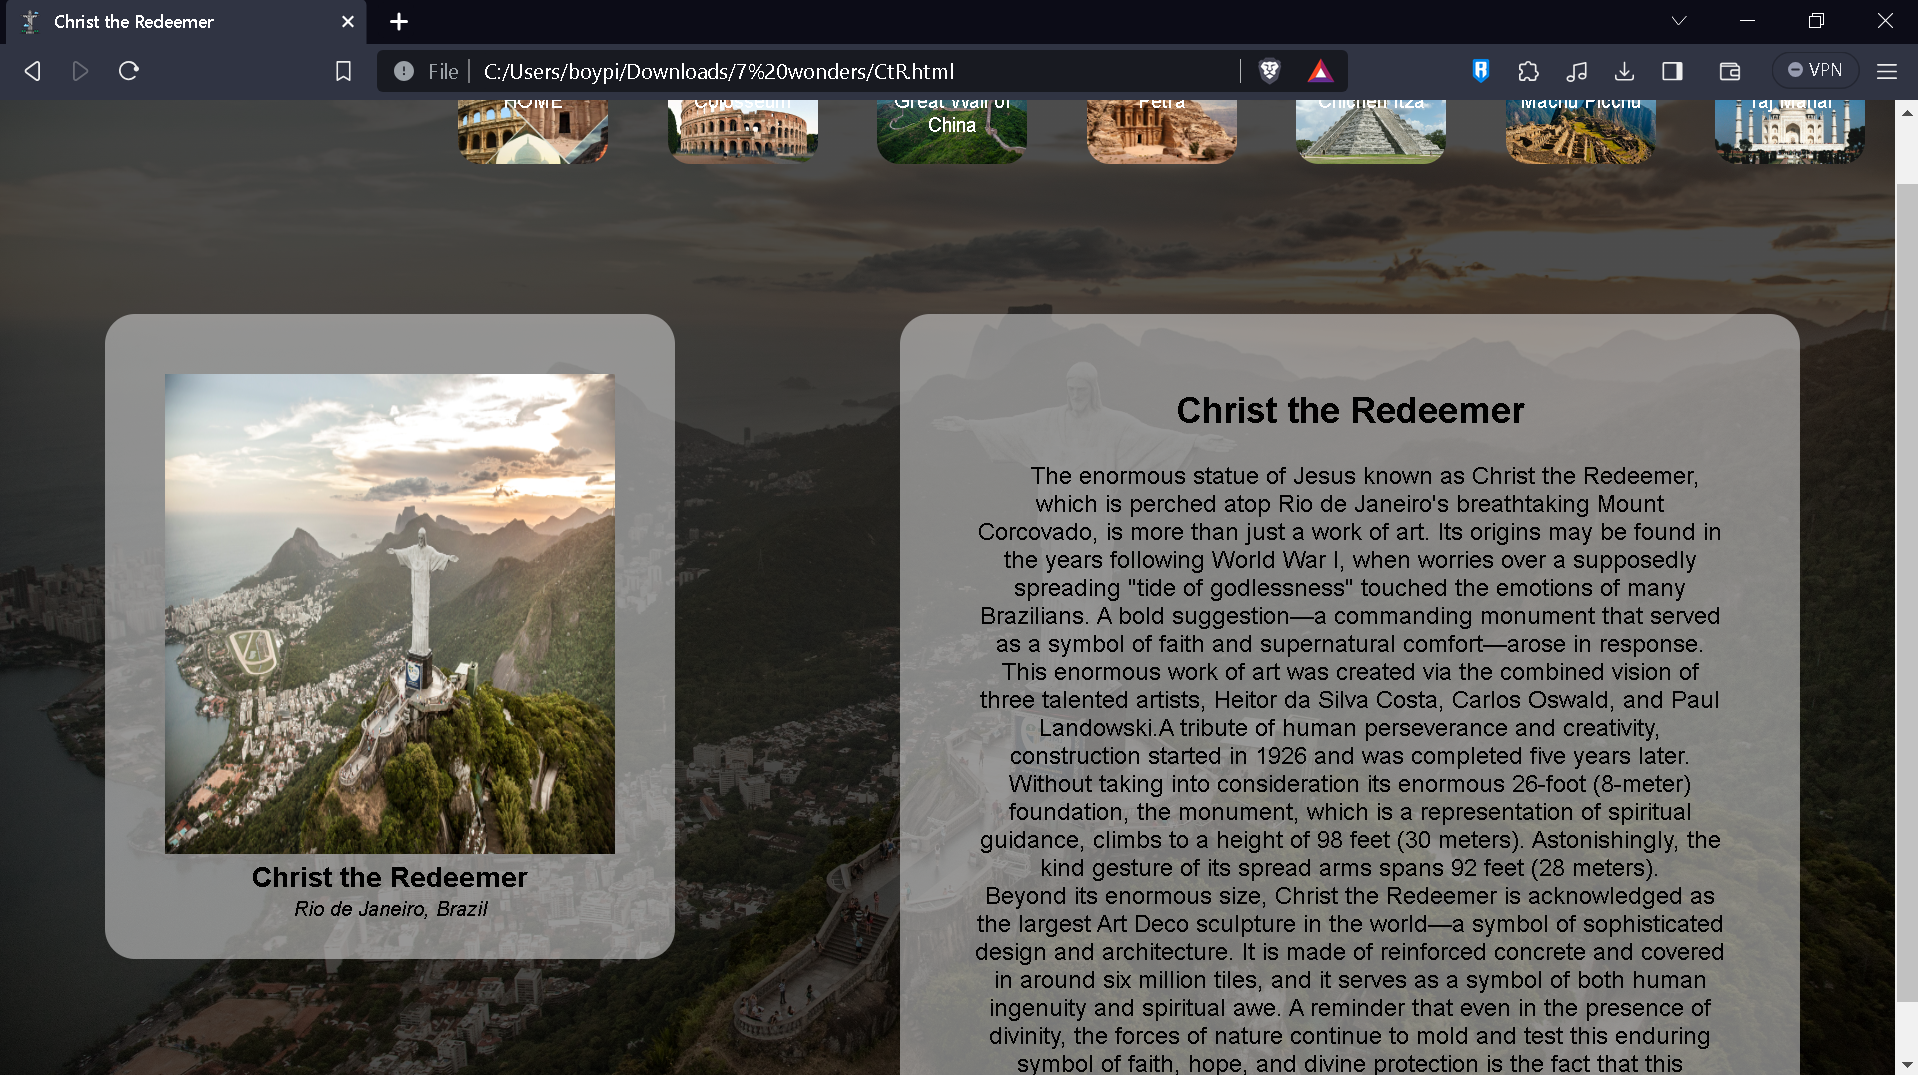 Christ the Redeemer
File
C:/Users/boypi/Downloads/7%20wonders/CtR.html
VPN
HOME
Colosseum
Great Wall of
China
Petra
Chichen Itza
Machu Picchu
Taj Mahal
Christ the Redeemer
Rio de Janeiro, Brazil
Christ the Redeemer
The enormous statue of Jesus known as Christ the Redeemer,
which is perched atop Rio de Janeiro's breathtaking Mount
Corcovado, is more than just a work of art. Its origins may be found in
the years following World War I, when worries over a supposedly
spreading "tide of godlessness" touched the emotions of many
Brazilians. A bold suggestion—a commanding monument that served
as a symbol of faith and supernatural comfort—arose in response.
This enormous work of art was created via the combined vision of
three talented artists, Heitor da Silva Costa, Carlos Oswald, and Paul
Landowski.A tribute of human perseverance and creativity,
construction started in 1926 and was completed five years later.
Without taking into consideration its enormous 26-foot (8-meter)
foundation, the monument, which is a representation of spiritual
guidance, climbs to a height of 98 feet (30 meters). Astonishingly, the
kind gesture of its spread arms spans 92 feet (28 meters).
Beyond its enormous size, Christ the Redeemer is acknowledged as
the largest Art Deco sculpture in the world—a symbol of sophisticated
design and architecture. It is made of reinforced concrete and covered
in around six million tiles, and it serves as a symbol of both human
ingenuity and spiritual awe. A reminder that even in the presence of
divinity, the forces of nature continue to mold and test this enduring
symbol of faith, hope, and divine protection is the fact that this